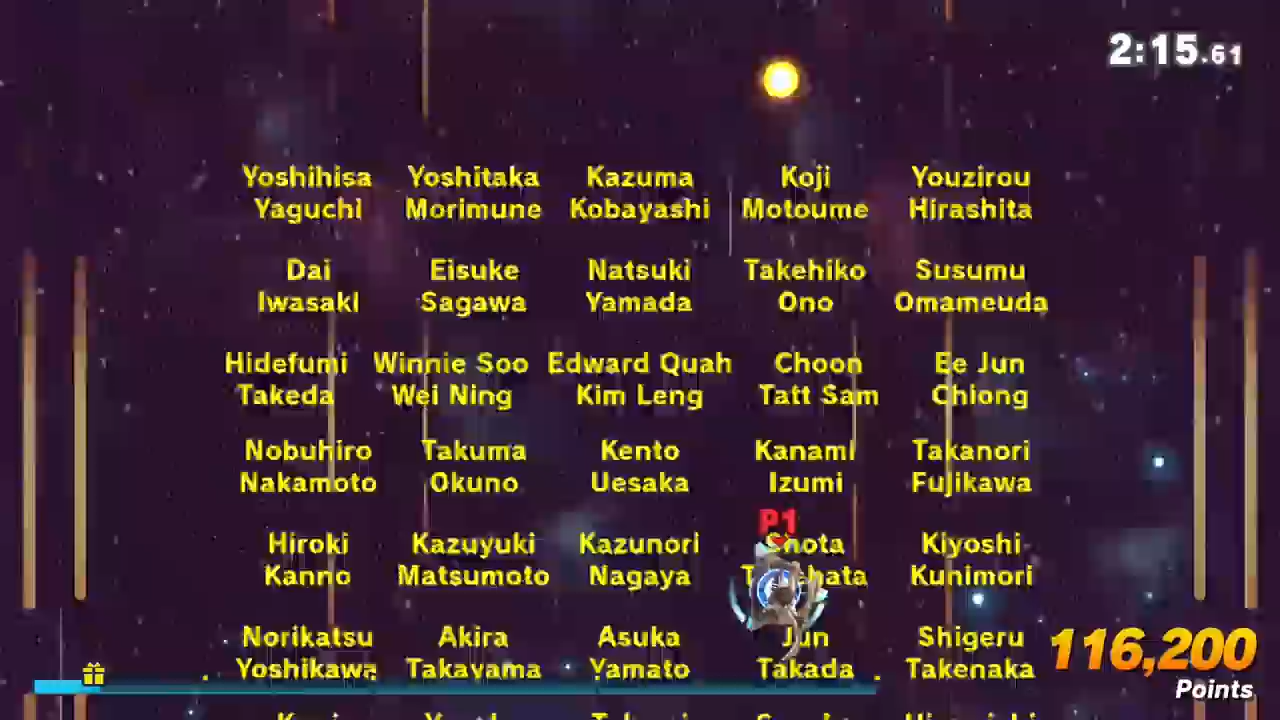 2:15.61
Yoshihisa Yoshitaka Kazuma Koji Youzirou
Yaguchi Morimune Kobayashi Motoume Hirashita
Dai Eisuke Natsuki Takehiko Susumu
Iwasaki Sagawa Yamada Ono Omameuda
Hidefumi Winnie Soo Edward Quah Choon Ee Jun
Takeda Wei Ning Kim Leng Tatt Sam Chiong
Nobuhiro Takuma Kento Kanami Takanori
Nakamoto Okuno Uesaka Izumi Fujikawa
P1
Hiroki Kazuyuki Kazunori Shota Kiyoshi
Kanno Matsumoto Nagaya Kunimori
Norikatsu Akira Asuka Jun Shigeru
Yoshikawa Takayama Yamato Takada Takenaka
116,200
Points